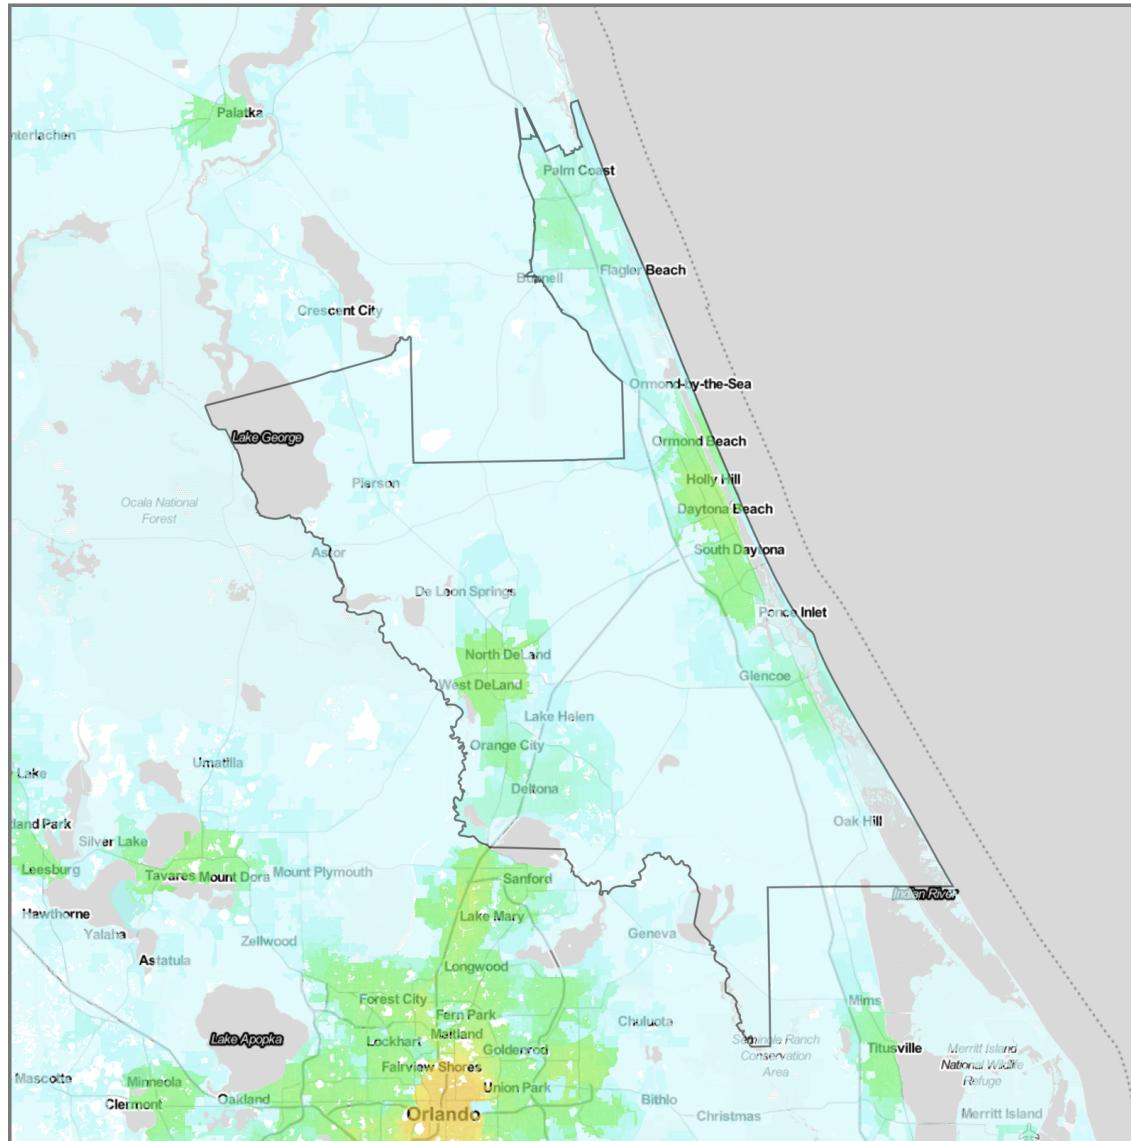 Palatka
nterlachen
Palm Coast
Flagler Beach
Bunnell
Crescent City
Ormond-by-the-Sea
Lake George
Ormond Beach
Pierson
Holly Hill
Ocala National
Forest
Daytona Beach
Astor
South Daytona
De Leon Springs
Ponce Inlet
North DeLand
Glencoe
West DeLand
Lake Helen
Orange City
Umatilla
Lake
Deltona
land Park
Oak Hill
Silver Lake
Leesburg
Tavares
Mount Dora
Mount Plymouth
Sanford
Indian River
Hawthorne
Lake Mary
Yalaha
Zellwood
Geneva
Astatula
Longwood
Forest City
Mims
Fern Park
Chuluota
Lake Apopka
Lockhart
Maitland
Goldenrod
Seminole Ranch
Conservation
Area
Titusville
Merritt Island
National Wildlife
Refuge
Fairview Shores
Mascotte
Minneola
Union Park
Clermont
Oakland
Bithlo
Orlando
Christmas
Merritt Island